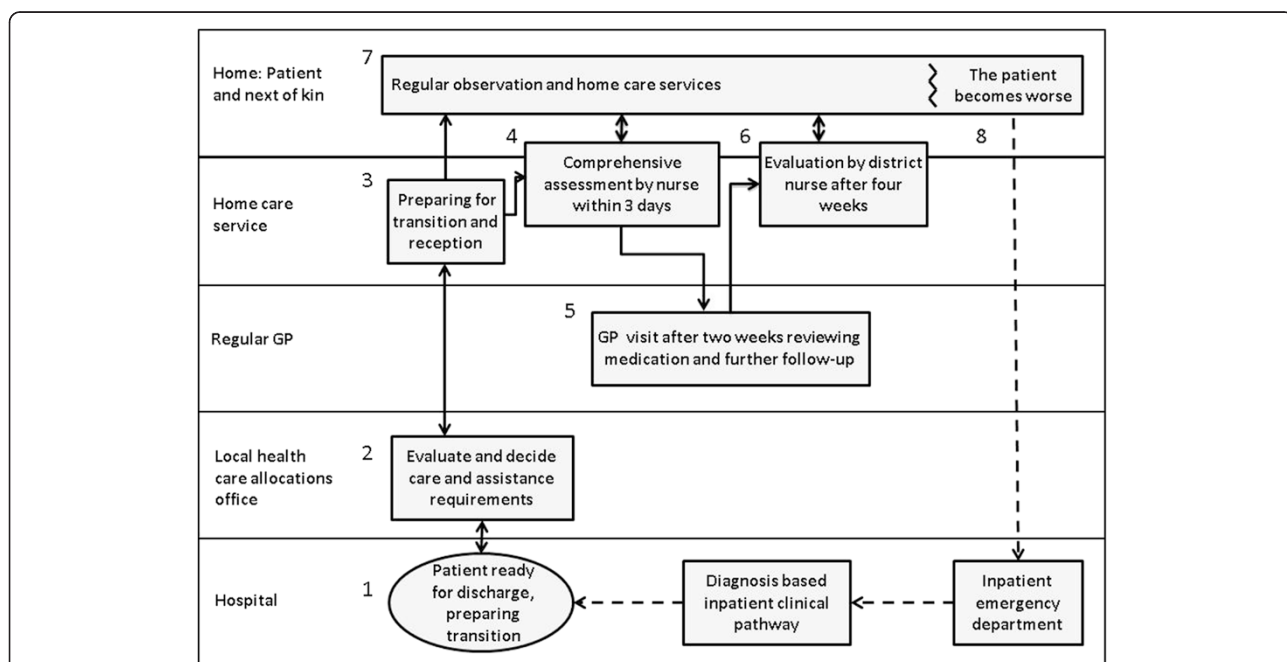 7
Home: Patient
and next of kin
Regular observation and home care services
The patient
becomes worse
8
4
6
3
Home care
service
Preparing for
transition and
reception
Comprehensive
assessment by nurse
within 3 days
Evaluation by district
nurse after four
weeks
5
Regular GP
GP visit after two weeks reviewing
medication and further follow-up
2
Local health
care allocations
office
Evaluate and decide
care and assistance
requirements
1
Hospital
Patient ready
for discharge,
preparing
transition
Diagnosis based
inpatient clinical
pathway
Inpatient
emergency
department